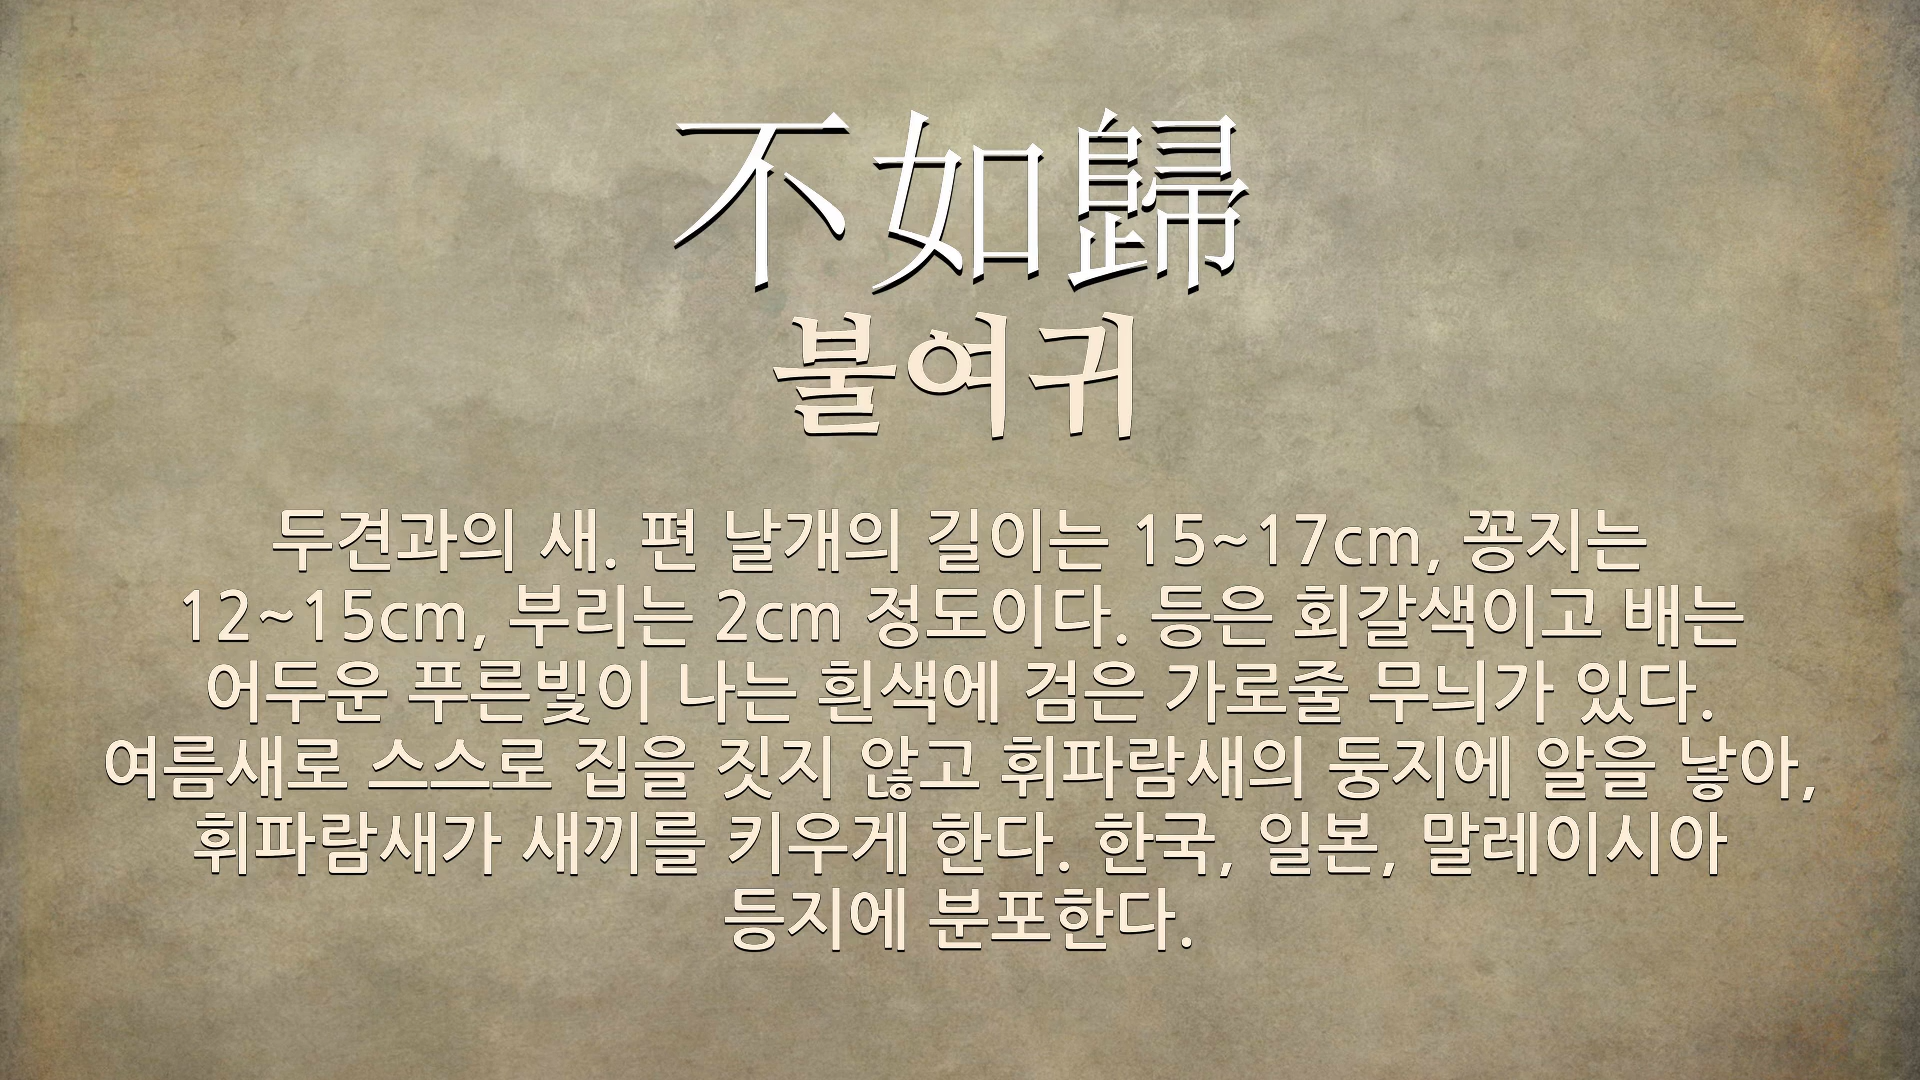 不如歸
불여귀
두견과의 새. 편 날개의 길이는 15~17cm, 꽁지는
12~15cm, 부리는 2cm 정도이다. 등은 회갈색이고 배는
어두운 푸른빛이 나는 흰색에 검은 가로줄 무늬가 있다.
여름새로 스스로 집을 짓지 않고 휘파람새의 둥지에 알을 낳아,
휘파람새가 새끼를 키우게 한다. 한국, 일본, 말레이시아
등지에 분포한다.